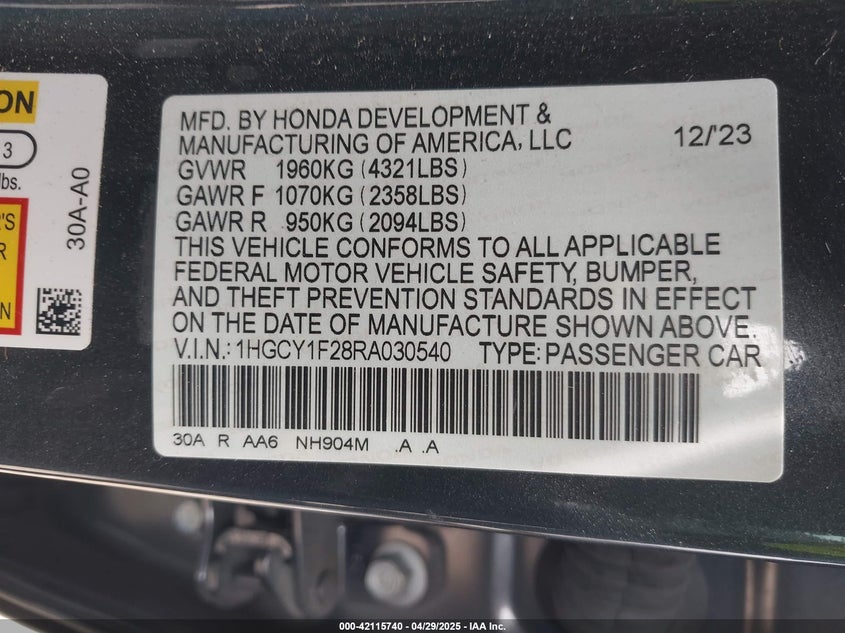 ON
3
lbs.
R'S
R
N
30A-A0
MFD. BY HONDA DEVELOPMENT &
MANUFACTURING OF AMERICA, LLC 12/'23
GVWR 1960KG (4321LBS)
GAWR F 1070KG (2358LBS)
GAWR R 950KG (2094LBS)
THIS VEHICLE CONFORMS TO ALL APPLICABLE
FEDERAL MOTOR VEHICLE SAFETY, BUMPER,
AND THEFT PREVENTION STANDARDS IN EFFECT
ON THE DATE OF MANUFACTURE SHOWN ABOVE.
V.I.N.: 1HGCY1F28RA030540 TYPE: PASSENGER CAR
30A R AA6 NH904M .A .A
000-42115740 - 04/29/2025 - IAA Inc.